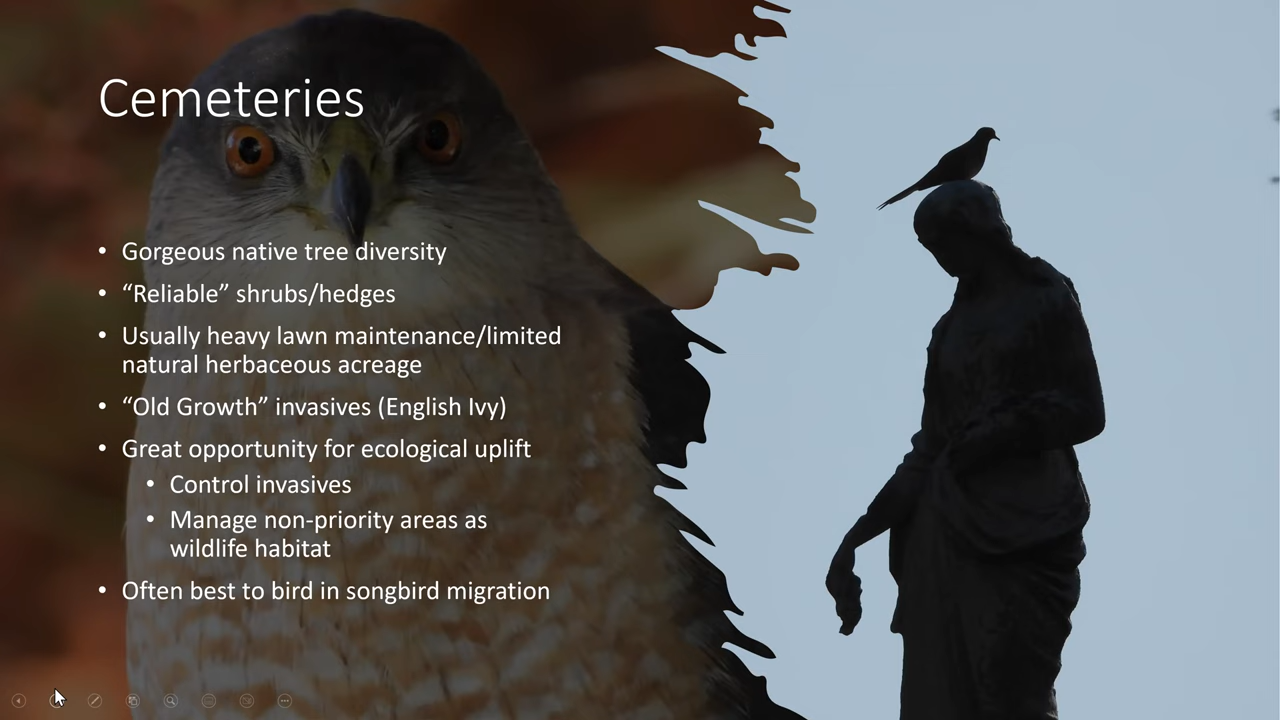 Cemeteries
• Gorgeous native tree diversity
• “Reliable” shrubs/hedges
• Usually heavy lawn maintenance/limited
natural herbaceous acreage
• “Old Growth” invasives (English Ivy)
• Great opportunity for ecological uplift
• Control invasives
• Manage non-priority areas as
wildlife habitat
• Often best to bird in songbird migration